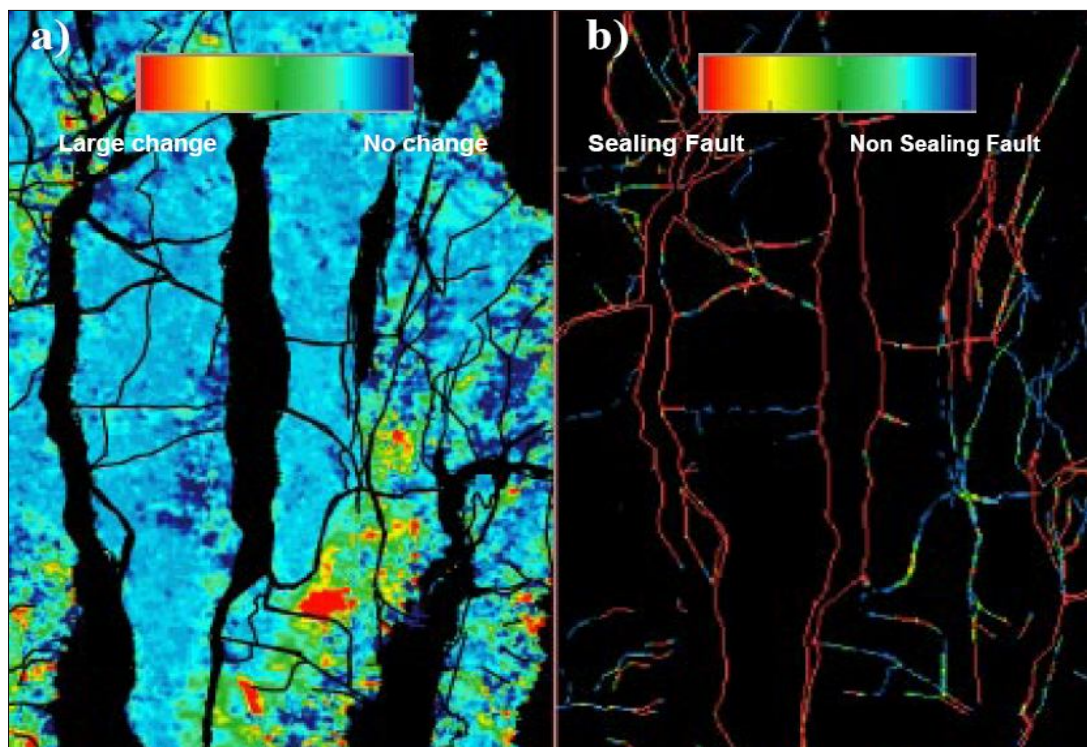 a)
Large change
No change
b)
Sealing Fault
Non Sealing Fault